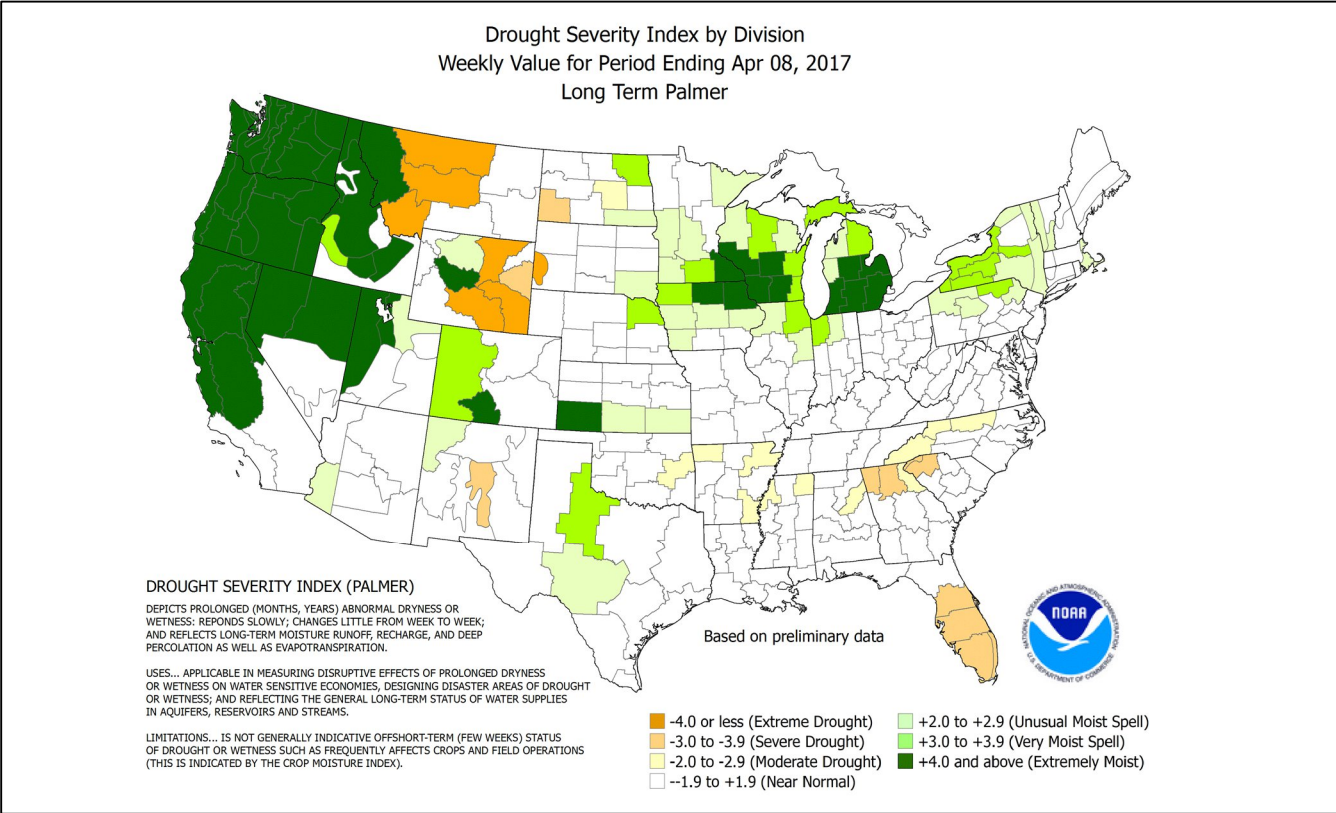 Drought Severity Index by Division
Weekly Value for Period Ending Apr 08, 2017
Long Term Palmer
DROUGHT SEVERITY INDEX (PALMER)
DEPICTS PROLONGED (MONTHS, YEARS) ABNORMAL DRYNESS OR
WETNESS: REPONDS SLOWLY; CHANGES LITTLE FROM WEEK TO WEEK;
AND REFLECTS LONG-TERM MOISTURE RUNOFF, RECHARGE, AND DEEP
PERCOLATION AS WELL AS EVAPOTRANSPIRATION.
USES... APPLICABLE IN MEASURING DISRUPTIVE EFFECTS OF PROLONGED DRYNESS
OR WETNESS ON WATER SENSITIVE ECONOMIES, DESIGNING DISASTER AREAS OF DROUGHT
OR WETNESS; AND REFLECTING THE GENERAL LONG-TERM STATUS OF WATER SUPPLIES
IN AQUIFERS, RESERVOIRS AND STREAMS.
LIMITATIONS... IS NOT GENERALLY INDICATIVE OFFSHORT-TERM (FEW WEEKS) STATUS
OF DROUGHT OR WETNESS SUCH AS FREQUENTLY AFFECTS CROPS AND FIELD OPERATIONS
(THIS IS INDICATED BY THE CROP MOISTURE INDEX).
Based on preliminary data
NATIONAL OCEANIC AND ATMOSPHERIC ADMINISTRATION
NOAA
U.S. DEPARTMENT OF COMMERCE
-4.0 or less (Extreme Drought)
-3.0 to -3.9 (Severe Drought)
-2.0 to -2.9 (Moderate Drought)
--1.9 to +1.9 (Near Normal)
+2.0 to +2.9 (Unusual Moist Spell)
+3.0 to +3.9 (Very Moist Spell)
+4.0 and above (Extremely Moist)